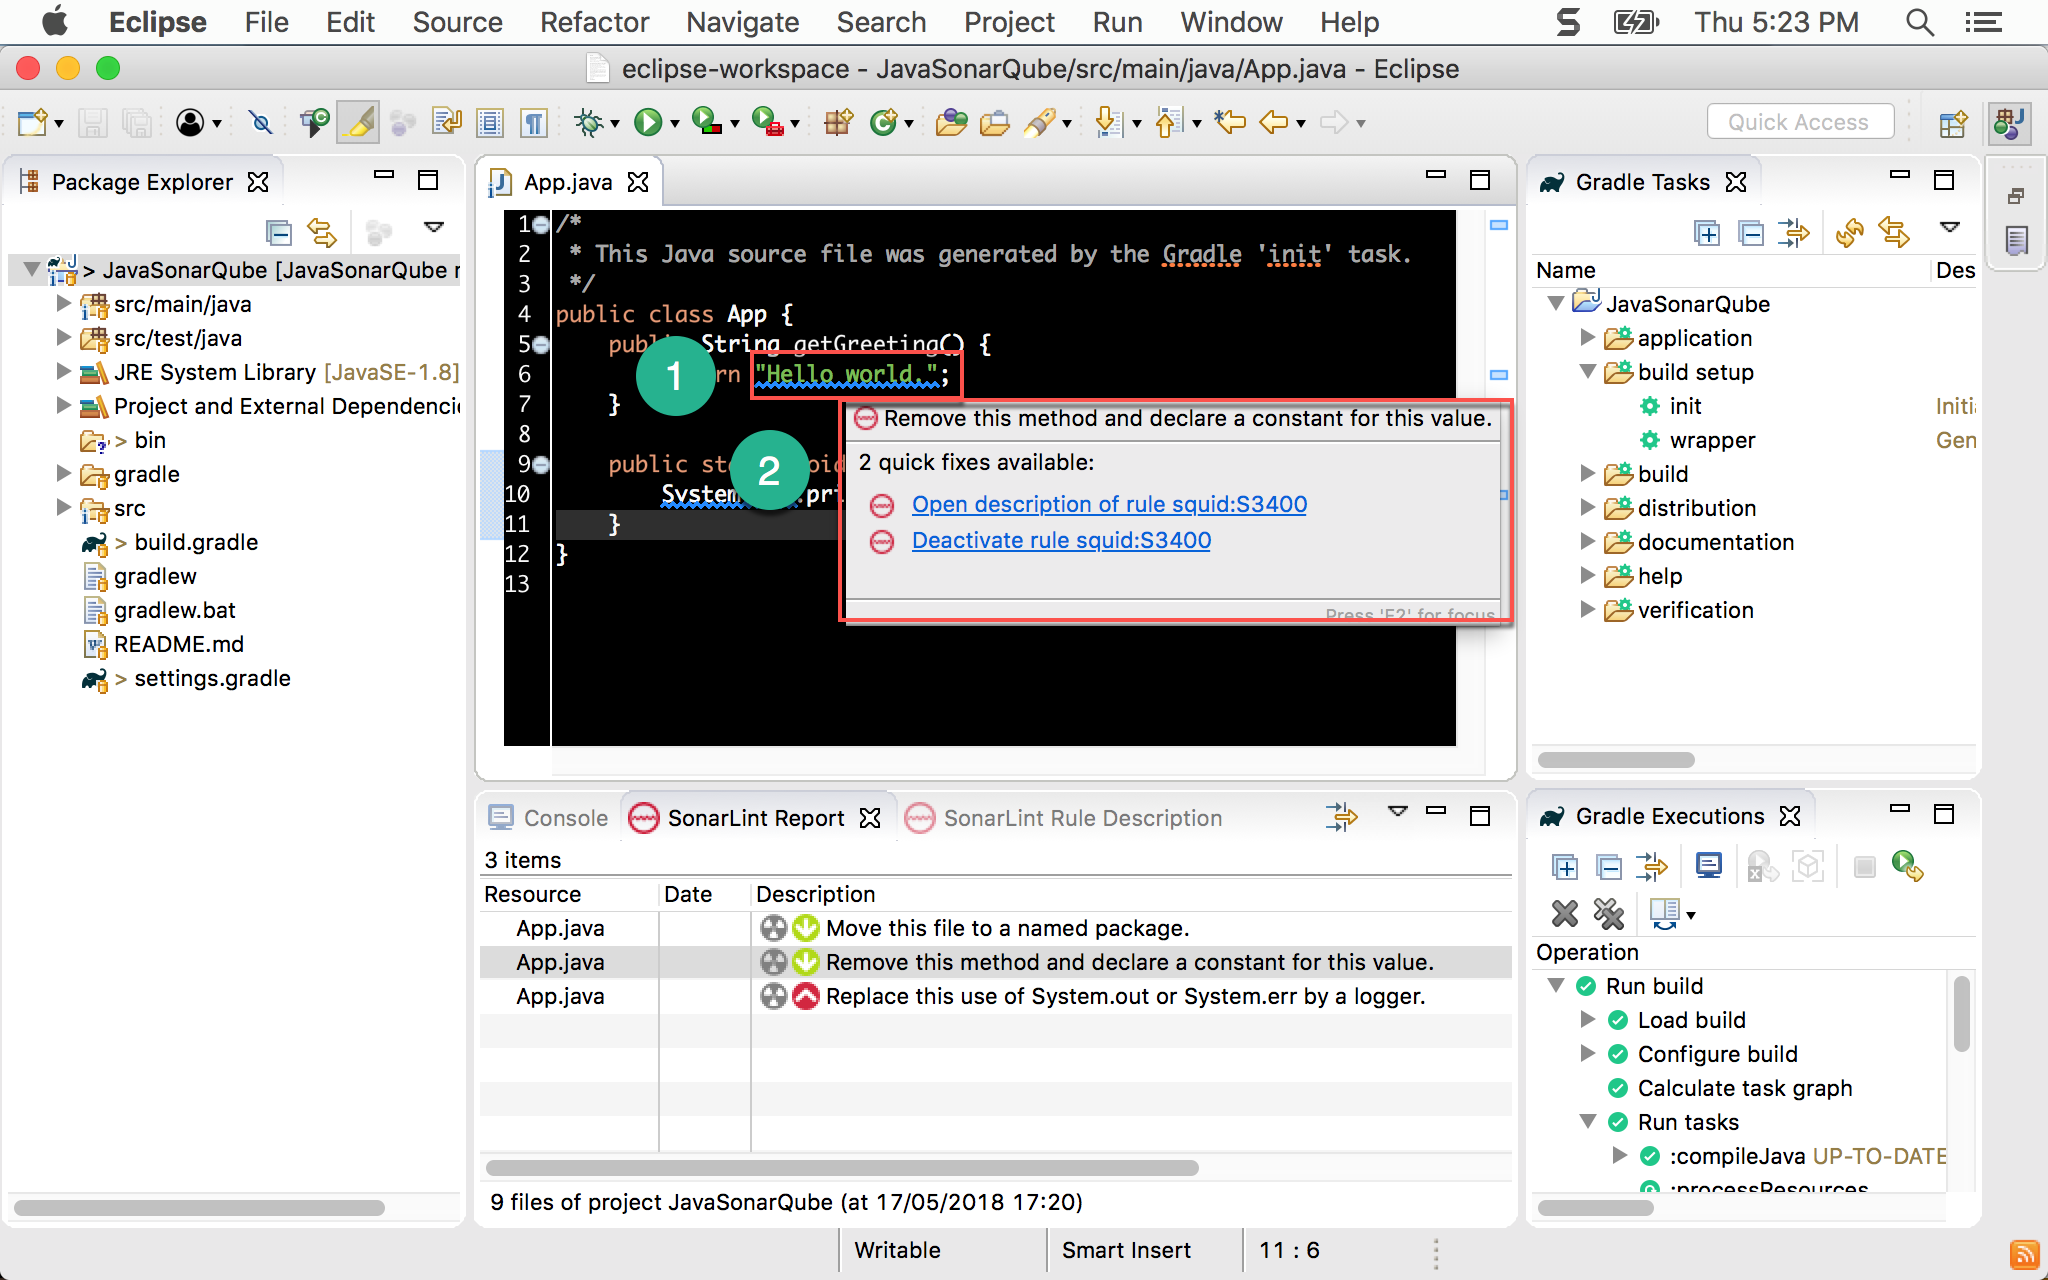 Eclipse File Edit Source Refactor Navigate Search Project Run Window Help Thu 5:23 PM
eclipse-workspace - JavaSonarQube/src/main/java/App.java - Eclipse
Quick Access
Package Explorer
> JavaSonarQube [JavaSonarQube
src/main/java
src/test/java
JRE System Library [JavaSE-1.8]
Project and External
> bin
gradle
src
> build.gradle
gradlew
gradlew.bat
README.md
> settings.gradle
App.java
1 /*
2 * This Java source file was generated by the Gradle 'init' task.
3 */
4 public class App {
5 String getGreeting() {
6 "Hello world.";
7 }
8
9 public
10 System
11 }
12 }
13
1
2
Remove this method and declare a constant for this value.
2 quick fixes available:
Open description of rule squid:S3400
Deactivate rule squid:S3400
Press 'F2' for focus
Console SonarLint Report SonarLint Rule Description
3 items
Resource Date Description
App.java Move this file to a named package.
App.java Remove this method and declare a constant for this value.
App.java Replace this use of System.out or System.err by a logger.
9 files of project JavaSonarQube (at 17/05/2018 17:20)
Gradle Tasks
Name Des
JavaSonarQube
application
build setup
init Initi
wrapper Gen
build
distribution
documentation
help
verification
Gradle Executions
Operation
Run build
Load build
Configure build
Calculate task graph
Run tasks
:compileJava UP-TO-DATE
:processResources
Writable Smart Insert 11 : 6